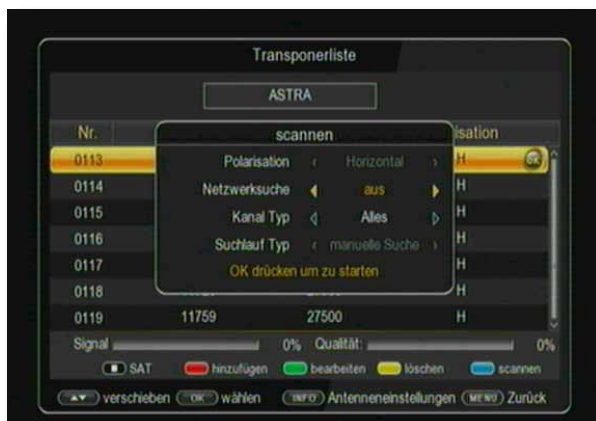 Transponerliste
ASTRA
Nr. isation
scannen
0113 Polarisation Horizontal H OK
0114 Netzwerksuche aus H
0115 Kanal Typ Alles H
0116 Suchlauf Typ manuelle Suche H
0117 OK drücken um zu starten H
0118 H
0119 11759 27500 H
Signal 0% Qualität: 0%
SAT hinzufügen bearbeiten löschen scannen
verschieben OK wählen INFO Antenneneinstellungen MENU Zurück